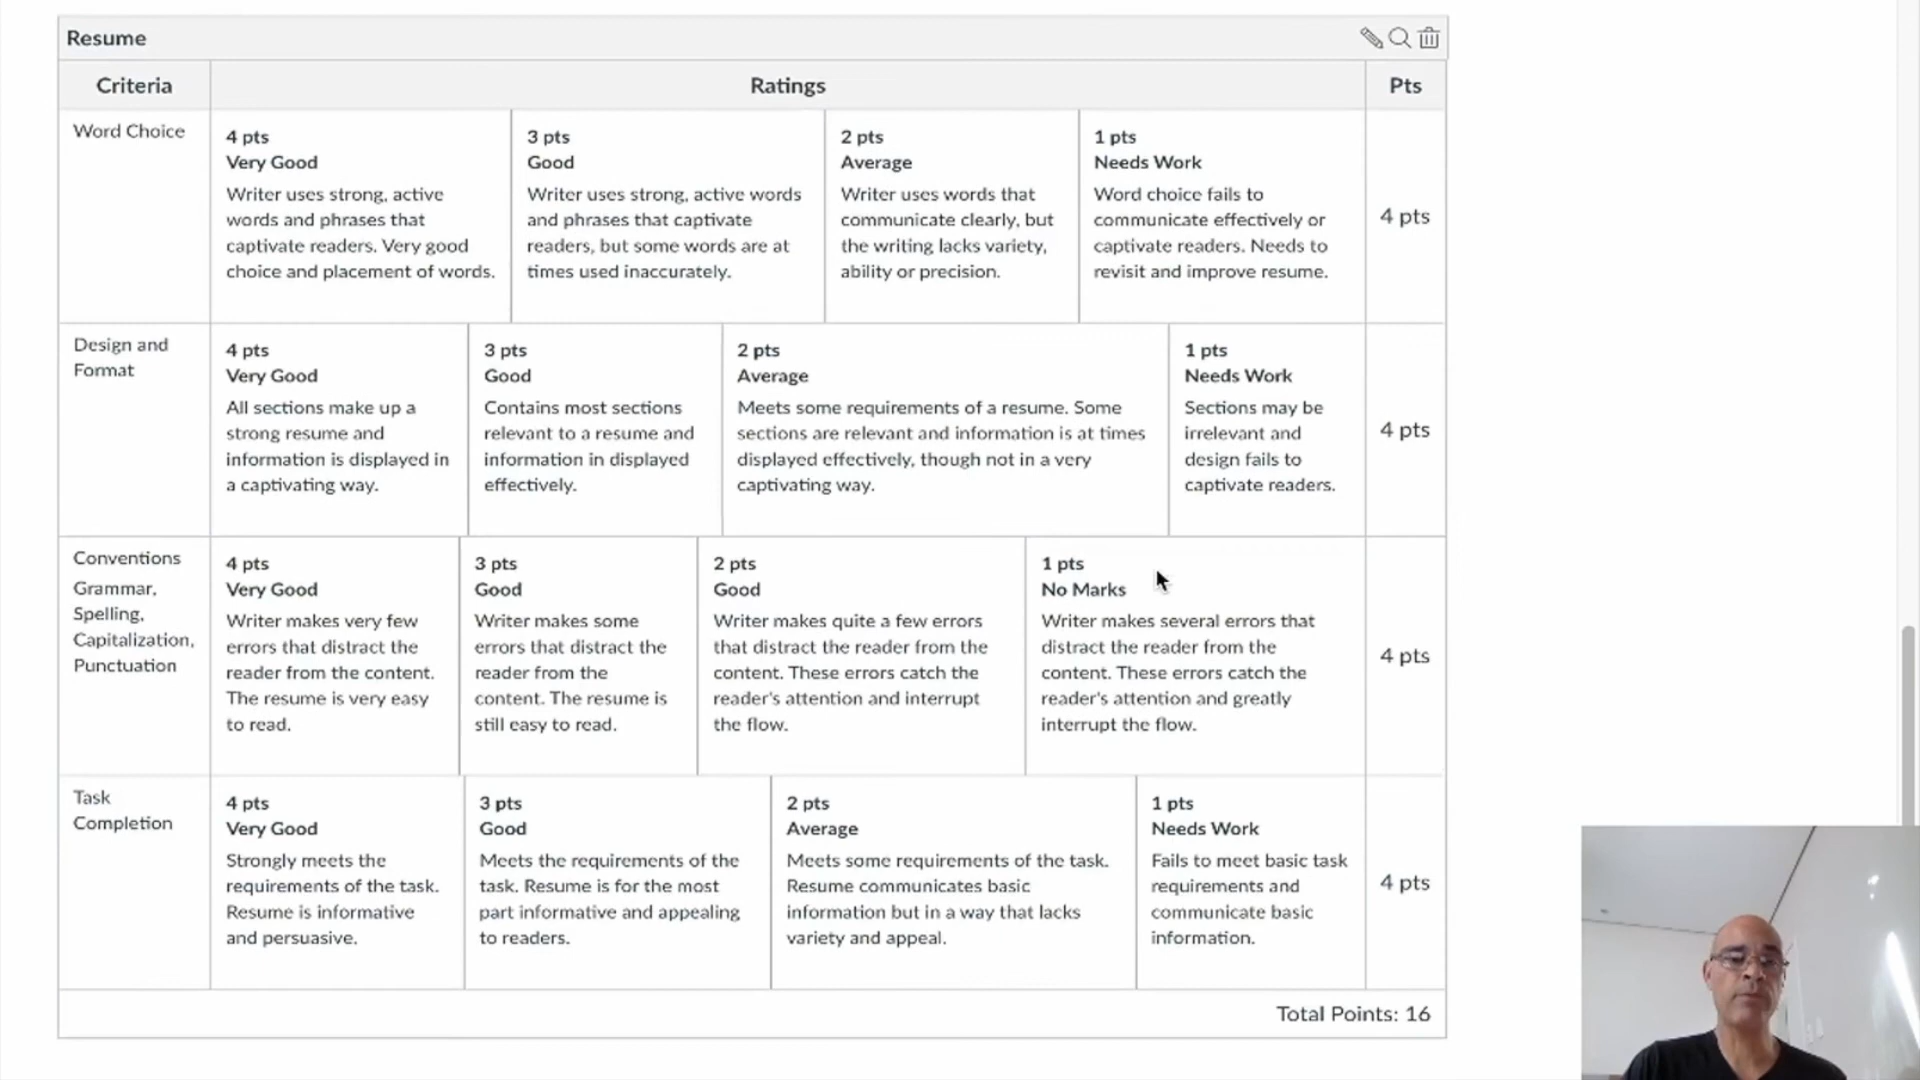 Resume
Criteria
Ratings
Pts
Word Choice
4 pts
Very Good
Writer uses strong, active
words and phrases that
captivate readers. Very good
choice and placement of words.
3 pts
Good
Writer uses strong, active words
and phrases that captivate
readers, but some words are at
times used inaccurately.
2 pts
Average
Writer uses words that
communicate clearly, but
the writing lacks variety,
ability or precision.
1 pts
Needs Work
Word choice fails to
communicate effectively or
captivate readers. Needs to
revisit and improve resume.
4 pts
Design and
Format
4 pts
Very Good
All sections make up a
strong resume and
information is displayed in
a captivating way.
3 pts
Good
Contains most sections
relevant to a resume and
information in displayed
effectively.
2 pts
Average
Meets some requirements of a resume. Some
sections are relevant and information is at times
displayed effectively, though not in a very
captivating way.
1 pts
Needs Work
Sections may be
irrelevant and
design fails to
captivate readers.
4 pts
Conventions
Grammar,
Spelling,
Capitalization,
Punctuation
4 pts
Very Good
Writer makes very few
errors that distract the
reader from the content.
The resume is very easy
to read.
3 pts
Good
Writer makes some
errors that distract the
reader from the
content. The resume is
still easy to read.
2 pts
Good
Writer makes quite a few errors
that distract the reader from the
content. These errors catch the
reader's attention and interrupt
the flow.
1 pts
No Marks
Writer makes several errors that
distract the reader from the
content. These errors catch the
reader's attention and greatly
interrupt the flow.
4 pts
Task
Completion
4 pts
Very Good
Strongly meets the
requirements of the task.
Resume is informative
and persuasive.
3 pts
Good
Meets the requirements of the
task. Resume is for the most
part informative and appealing
to readers.
2 pts
Average
Meets some requirements of the task.
Resume communicates basic
information but in a way that lacks
variety and appeal.
1 pts
Needs Work
Fails to meet basic task
requirements and
communicate basic
information.
4 pts
Total Points: 16